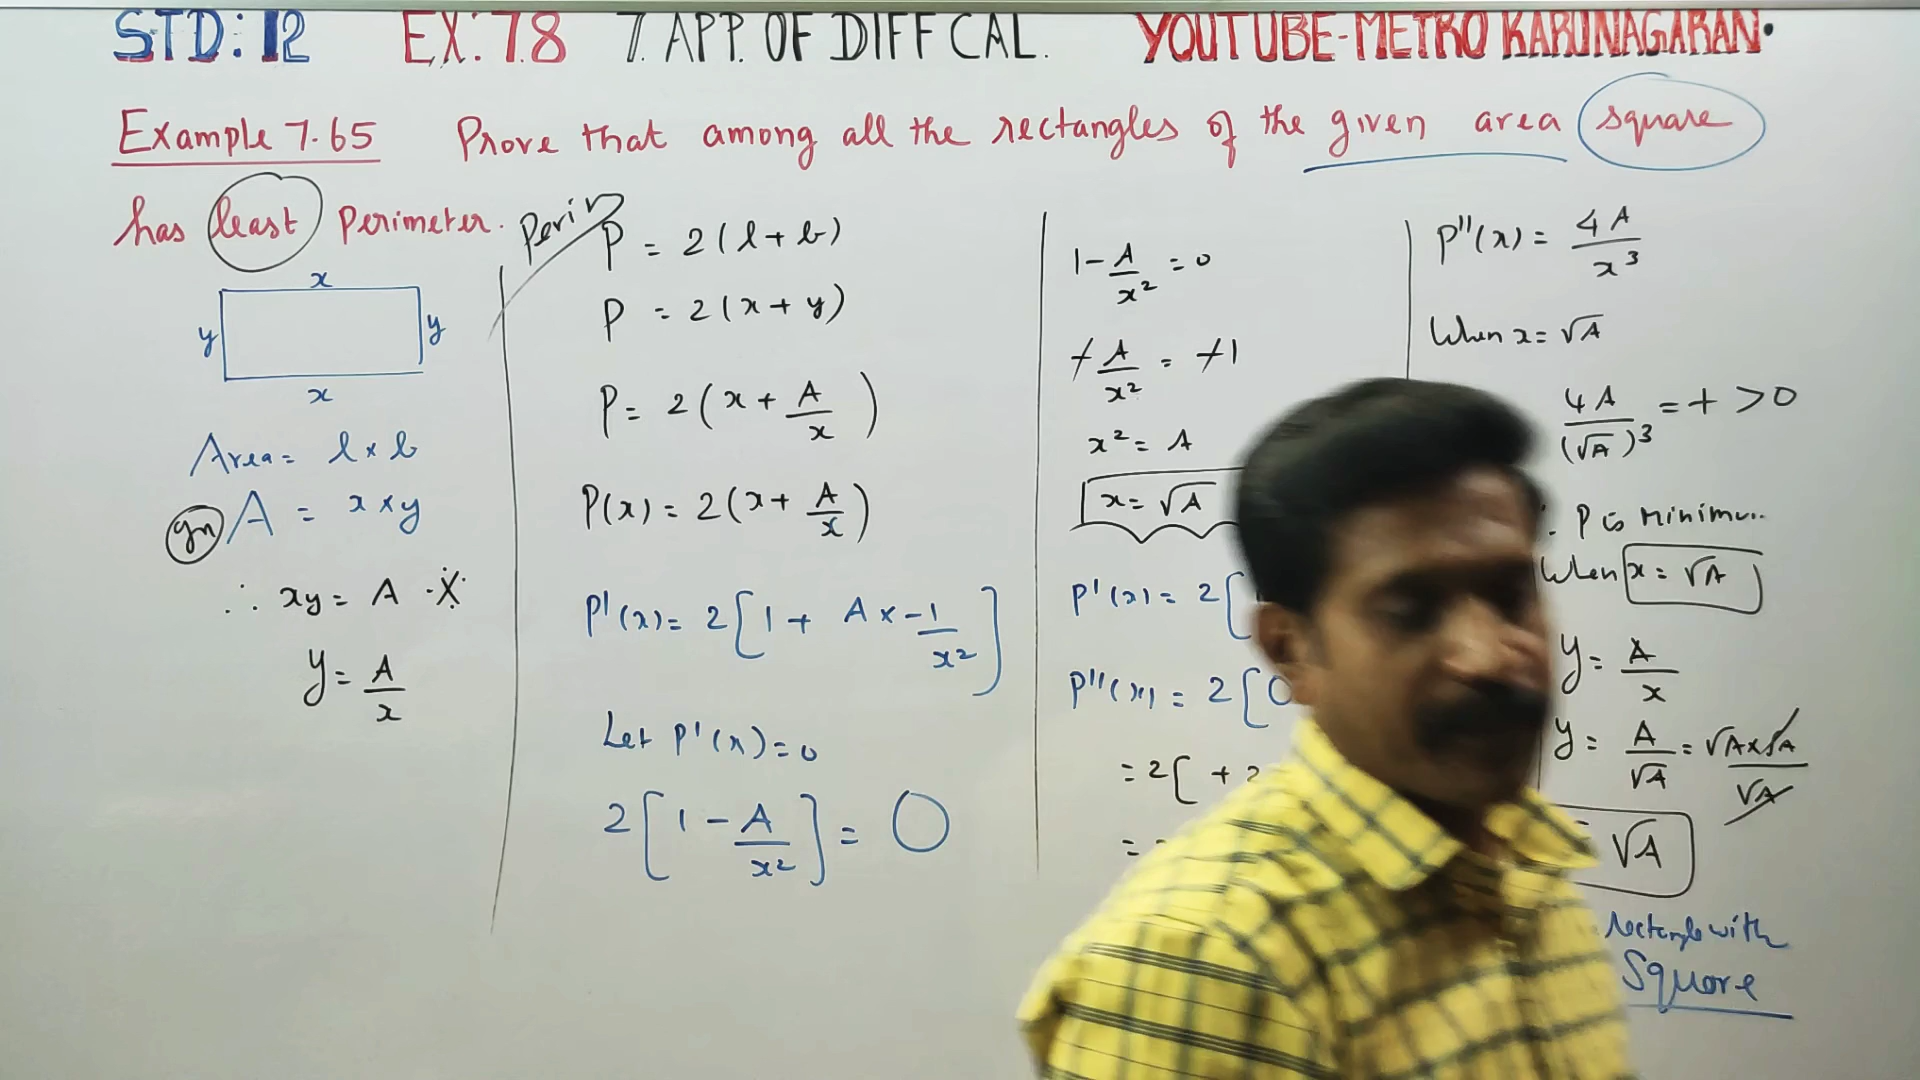 STD: 12 EX: 7.8 7. APP. OF DIFF CAL. YOUTUBE-METRO KARUNAGARAN.
Example 7.65 Prove that among all the rectangles of the given area square
has least perimeter.
x
y y
x
Area = l × b
gn A = x × y
∴ xy = A
y = A/x
P = 2(l + b)
P = 2(x + y)
P = 2(x + A/x)
P(x) = 2(x + A/x)
P'(x) = 2[1 + A × -1/x²]
Let P'(x) = 0
2[1 - A/x²] = 0
1 - A/x² = 0
-A/x² = -1
x² = A
x = √A
P'(x) = 2[
P''(x) = 2[0
= 2[ + 2
=
P''(x) = 4A/x³
When x = √A
4A/(√A)³ = + > 0
P is Minimum
When x = √A
y = A/x
y = A/√A = √A×√A/√A
= √A
rectangle with
Square